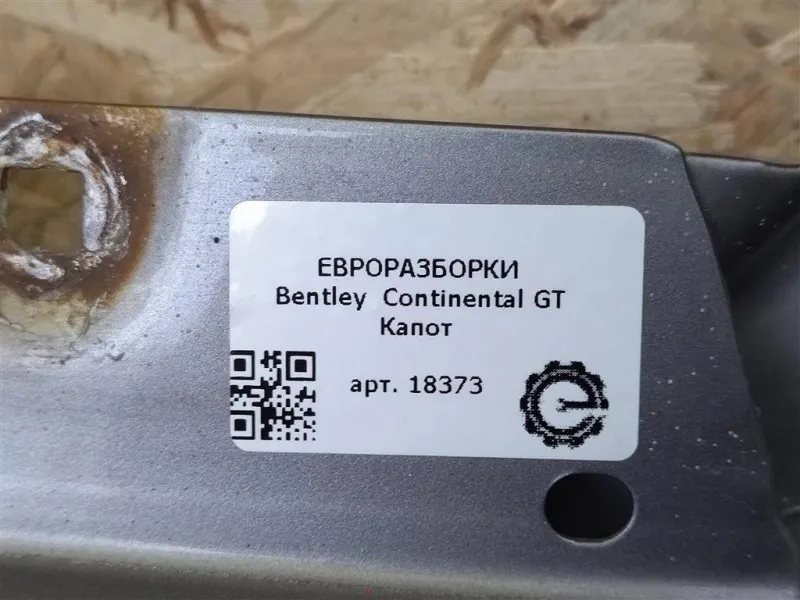 ЕВРОРАЗБОРКИ
Bentley Continental GT
Капот
арт. 18373